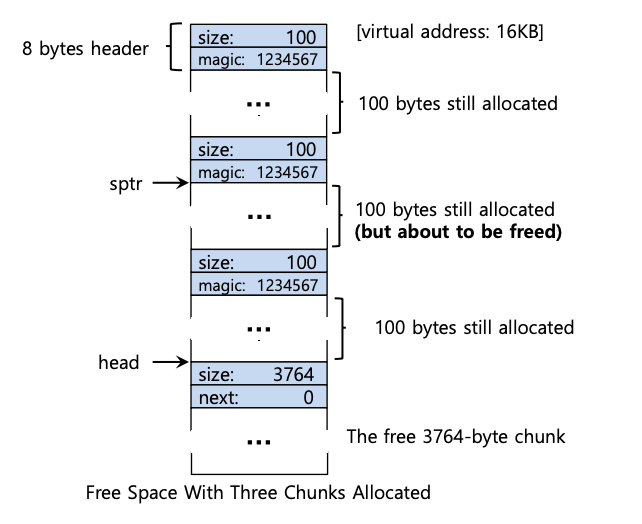 8 bytes header
size: 100
magic: 1234567
[virtual address: 16KB]
...
100 bytes still allocated
size: 100
magic: 1234567
sptr
...
100 bytes still allocated
(but about to be freed)
size: 100
magic: 1234567
...
100 bytes still allocated
head
size: 3764
next: 0
...
The free 3764-byte chunk
Free Space With Three Chunks Allocated